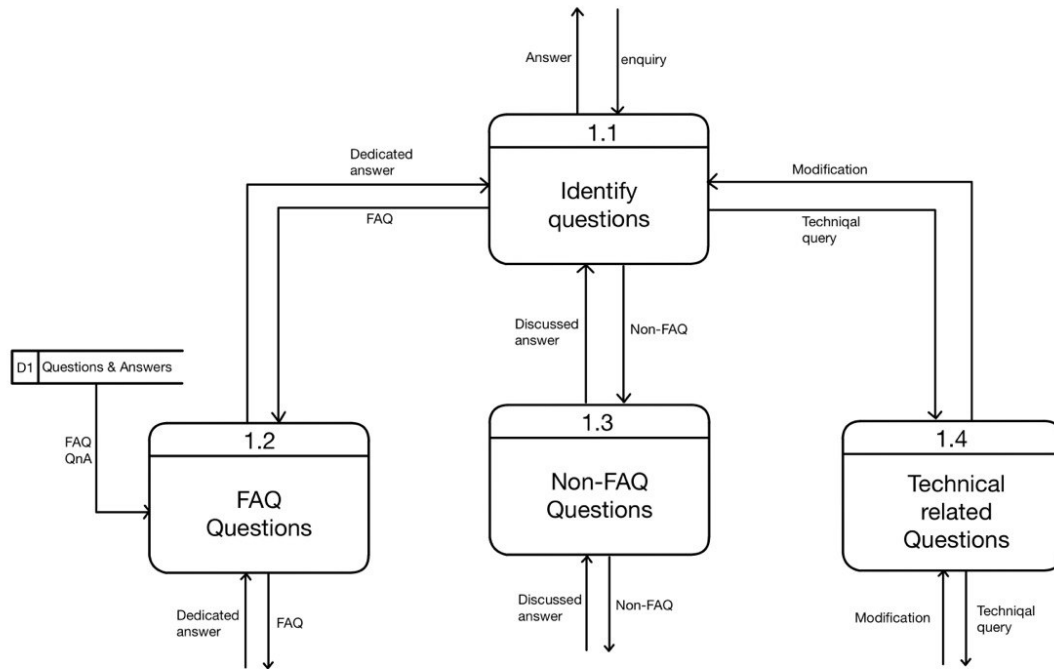 Answer
enquiry
1.1
Identify
questions
Dedicated
answer
FAQ
Modification
Techniqal
query
Discussed
answer
Non-FAQ
D1
Questions & Answers
FAQ
QnA
1.2
FAQ
Questions
1.3
Non-FAQ
Questions
1.4
Technical
related
Questions
Dedicated
answer
FAQ
Discussed
answer
Non-FAQ
Modification
Techniqal
query